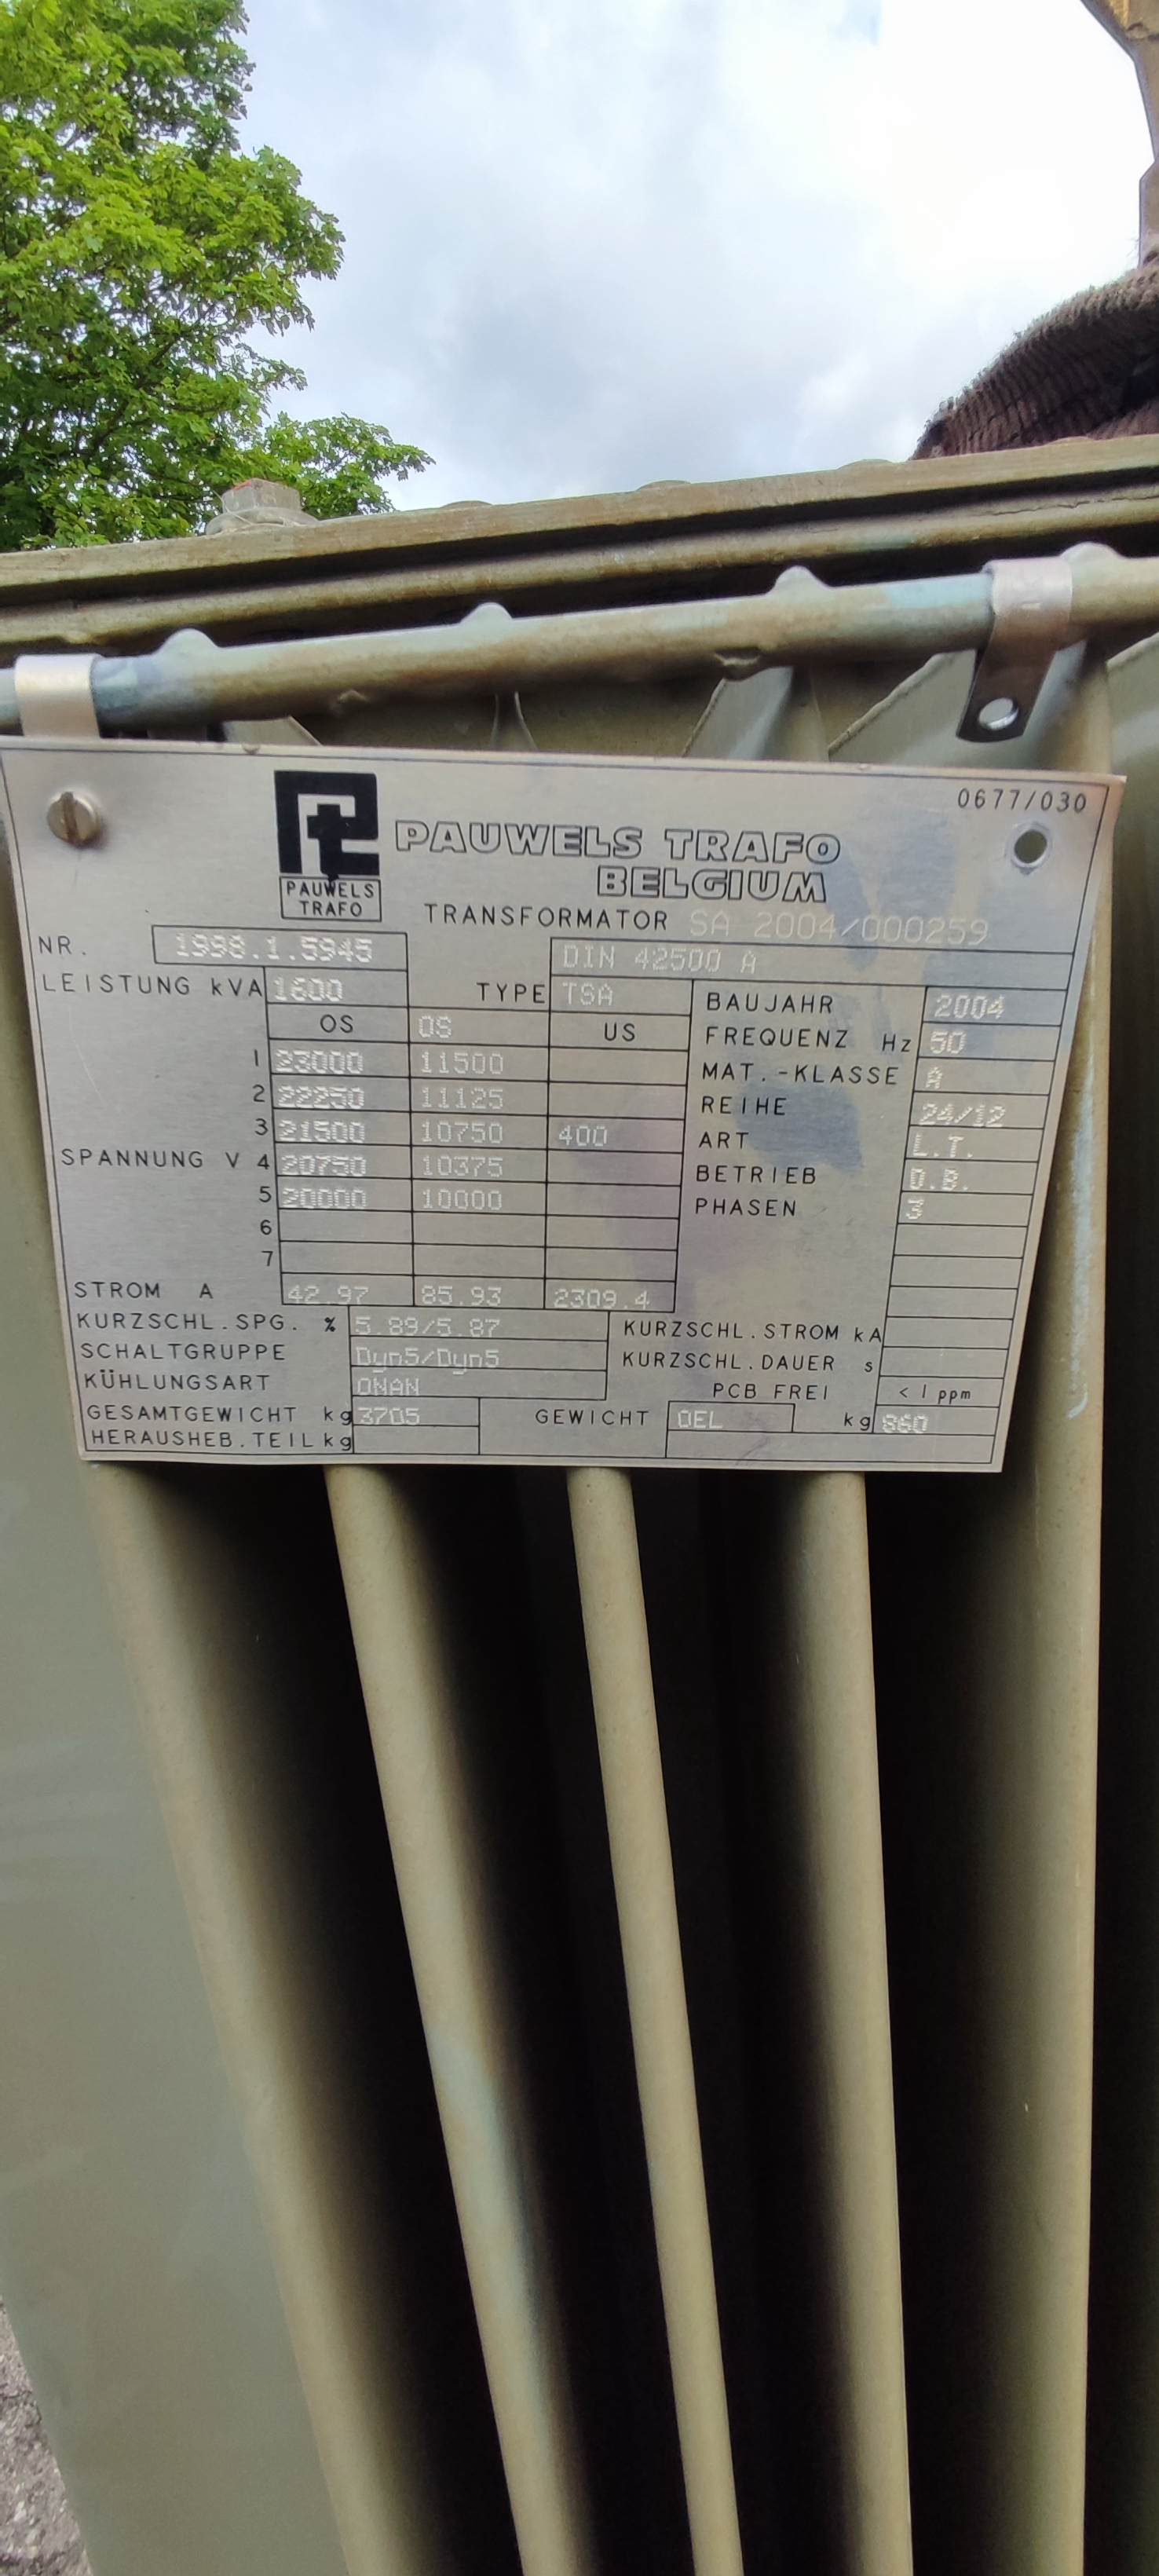 0677/030
PAUWELS TRAFO
BELGIUM
PAUWELS
TRAFO
TRANSFORMATOR SA 2004/000259
NR. 1998.1.5945 DIN 42500 A
LEISTUNG kVA 1600 TYPE TSA BAUJAHR 2004
OS OS US FREQUENZ Hz 50
1 23000 11500 MAT.-KLASSE A
2 22250 11125 REIHE 24/12
3 21500 10750 400 ART L.T.
SPANNUNG V 4 20750 10375 BETRIEB D.B.
5 20000 10000 PHASEN 3
6
7
STROM A 42.97 85.93 2309.4
KURZSCHL.SPG. % 5.89/5.87 KURZSCHL.STROM kA
SCHALTGRUPPE Dyn5/Dyn5 KURZSCHL.DAUER s
KÜHLUNGSART ONAN PCB FREI < 1 ppm
GESAMTGEWICHT kg 3705 GEWICHT OEL kg 860
HERAUSHEB.TEIL kg